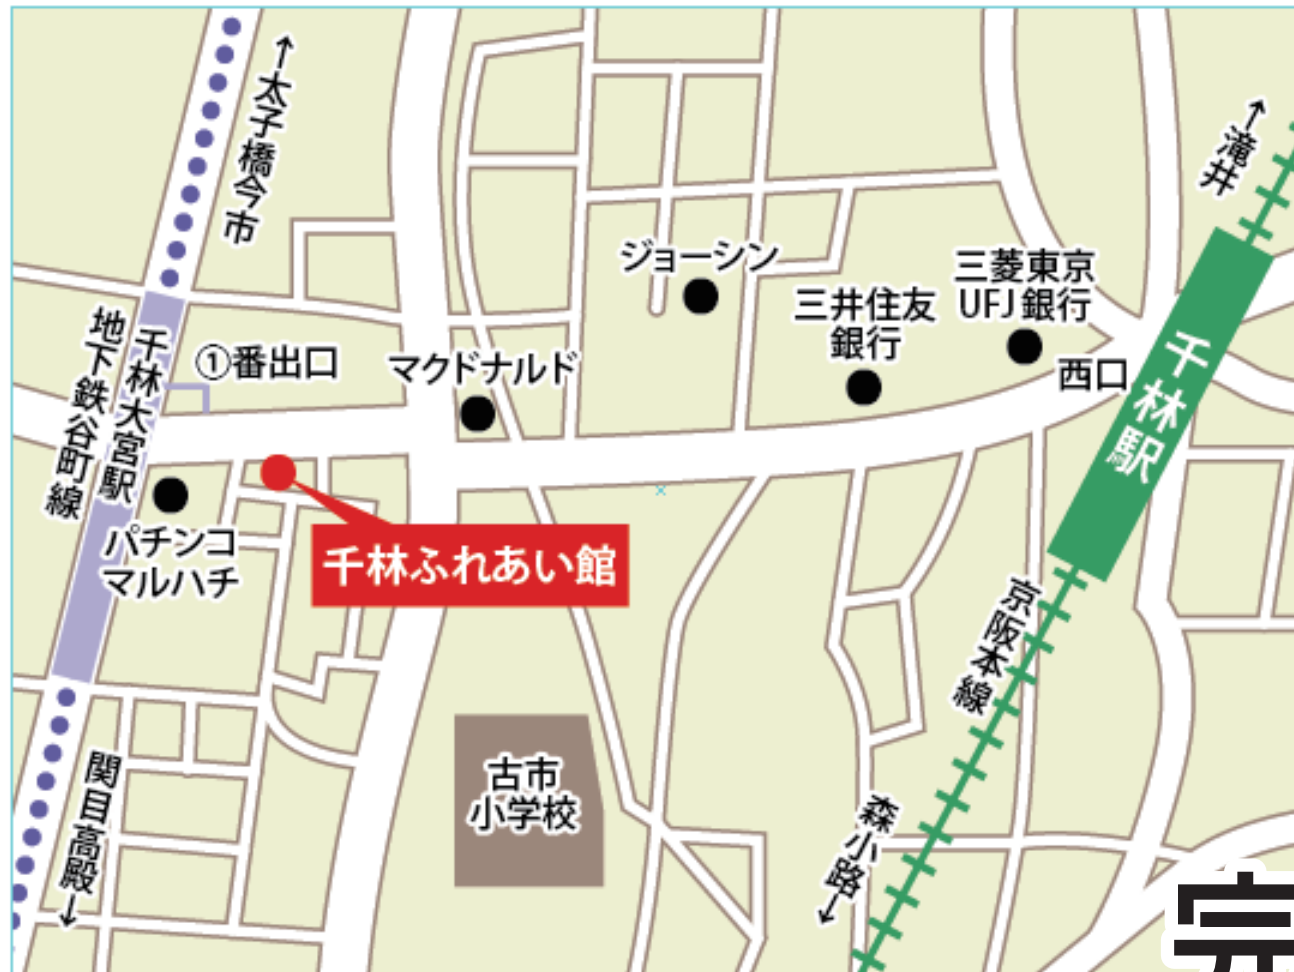 ↑太子橋今市
↑滝井
ジョーシン
三菱東京
UFJ銀行
三井住友
銀行
西口
千林駅
①番出口
マクドナルド
千林大宮駅
地下鉄谷町線
パチンコ
マルハチ
千林ふれあい館
京阪本線
古市
小学校
関目高殿↓
森小路↓